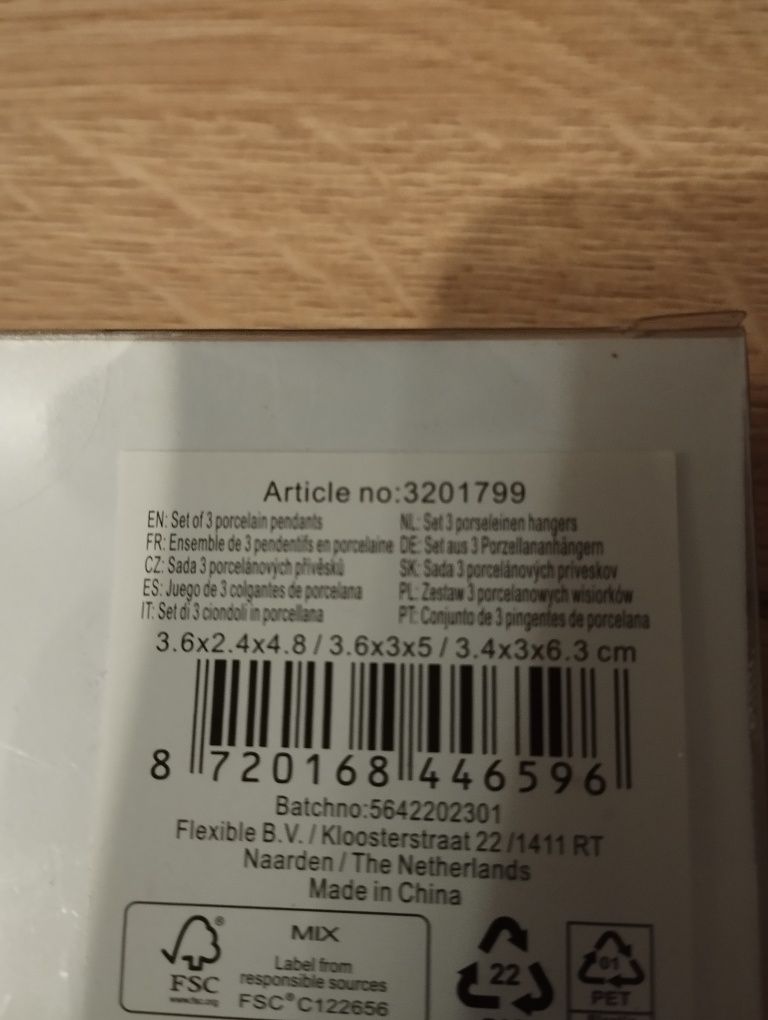 Article no:3201799
EN: Set of 3 porcelain pendants NL: Set 3 porseleinen hangers
FR: Ensemble de 3 pendentifs en porcelaine DE: Set aus 3 Porzellananhängern
CZ: Sada 3 porcelánových přívěsků SK: Sada 3 porcelánových príveskov
ES: Juego de 3 colgantes de porcelana PL: Zestaw 3 porcelanowych wisiorków
IT: Set di 3 ciondoli in porcellana PT: Conjunto de 3 pingentes de porcelana
3.6x2.4x4.8 / 3.6x3x5 / 3.4x3x6.3 cm
8 720168 446596
Batchno:5642202301
Flexible B.V. / Kloosterstraat 22 /1411 RT
Naarden / The Netherlands
Made in China
FSC®
www.fsc.org
MIX
Label from
responsible sources
FSC® C122656
22
01
PET